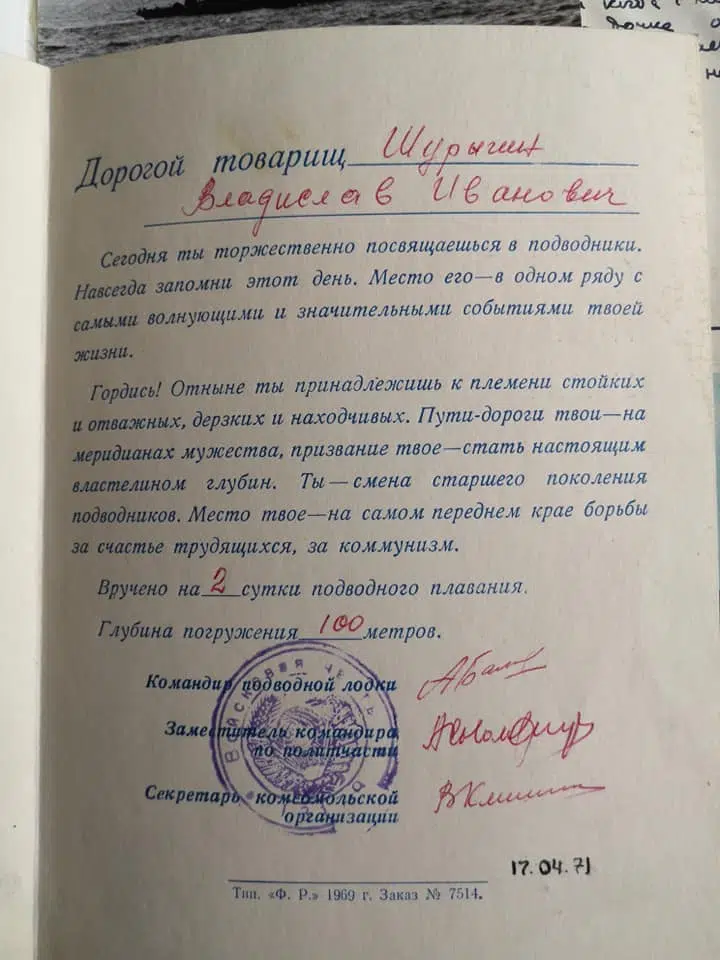 Дорогой товарищ Шурыгин
Владислав Иванович
Сегодня ты торжественно посвящаешься в подводники.
Навсегда запомни этот день. Место его—в одном ряду с
самыми волнующими и значительными событиями твоей
жизни.
Гордись! Отныне ты принадлежишь к племени стойких
и отважных, дерзких и находчивых. Пути-дороги твои—на
меридианах мужества, призвание твое—стать настоящим
властелином глубин. Ты—смена старшего поколения
подводников. Место твое—на самом переднем крае борьбы
за счастье трудящихся, за коммунизм.
Вручено на 2 сутки подводного плавания.
Глубина погружения 100 метров.
Командир подводной лодки
Заместитель командира
по политчасти
Секретарь комсомольской
организации
Войсковая часть
17.04.71
Тип. «Ф. Р.» 1969 г. Заказ № 7514.